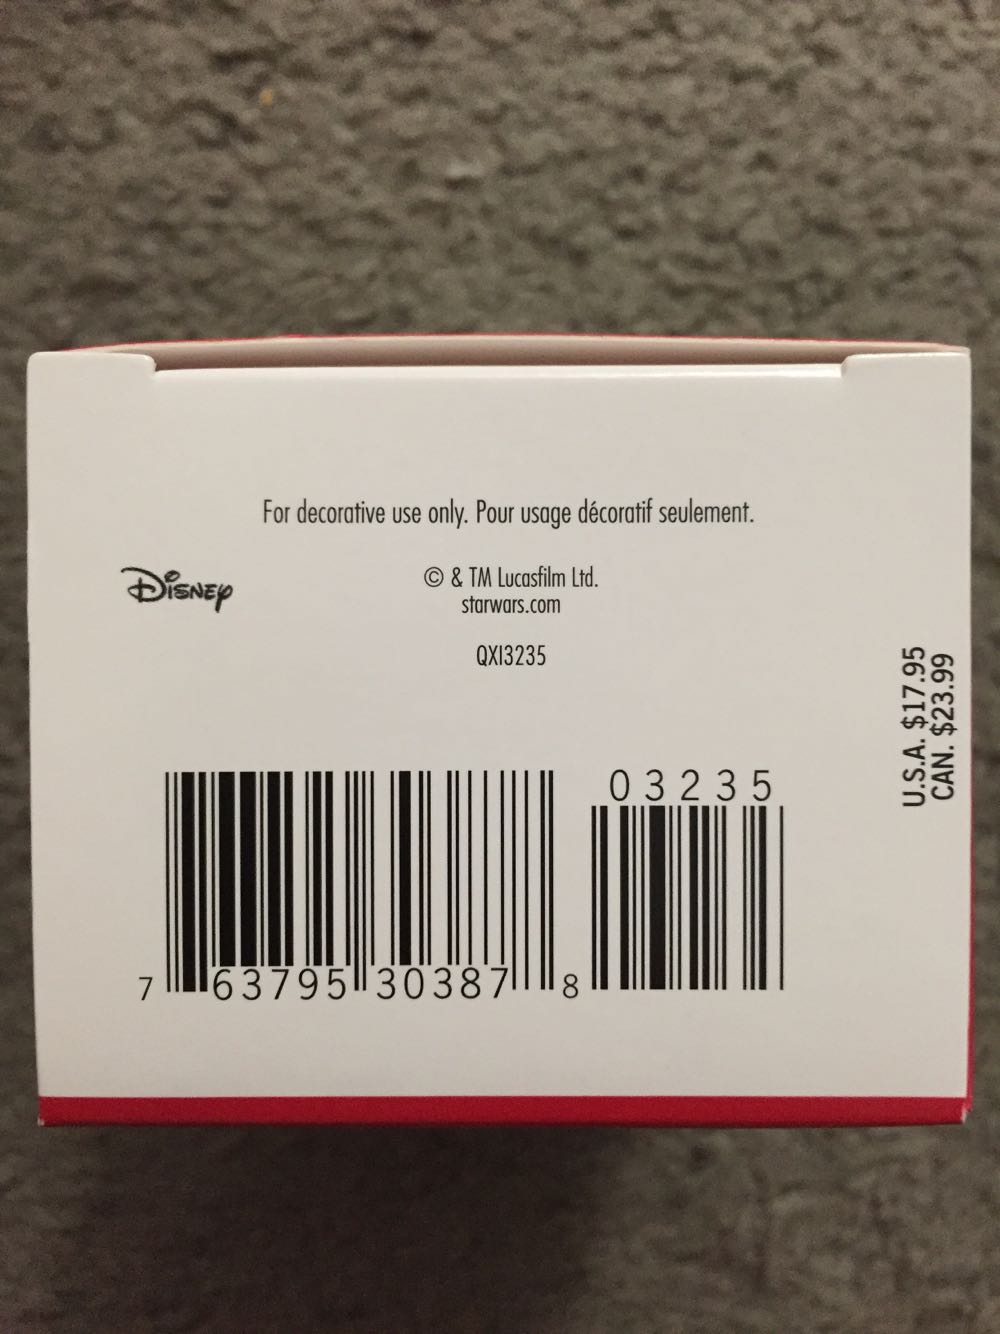 For decorative use only. Pour usage décoratif seulement.
Disney
© & TM Lucasfilm Ltd.
starwars.com
QXI3235
U.S.A. $17.95
CAN. $23.99
03235
7 63795 30387 8